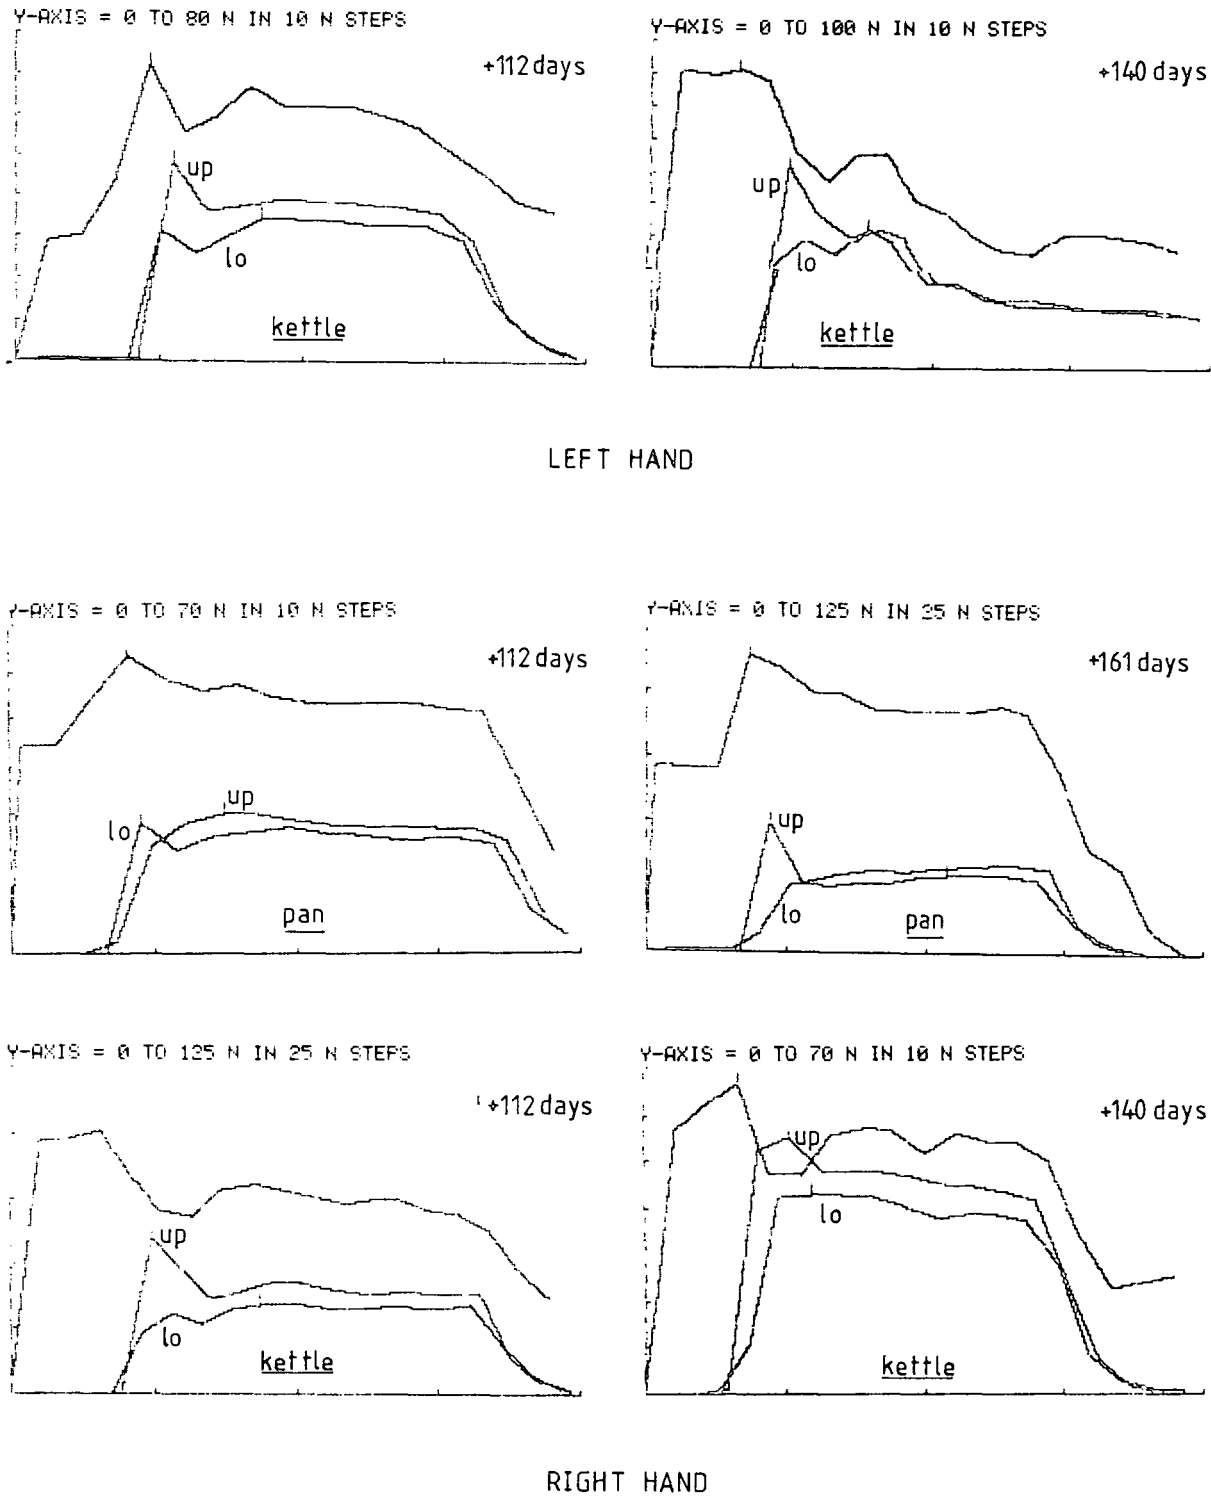 Y-AXIS = 0 TO 80 N IN 10 N STEPS
+112 days
up
lo
kettle
Y-AXIS = 0 TO 100 N IN 10 N STEPS
+140 days
up
lo
kettle
LEFT HAND
Y-AXIS = 0 TO 70 N IN 10 N STEPS
+112 days
up
lo
pan
Y-AXIS = 0 TO 125 N IN 25 N STEPS
+161 days
up
lo
pan
Y-AXIS = 0 TO 125 N IN 25 N STEPS
+112 days
up
lo
kettle
Y-AXIS = 0 TO 70 N IN 10 N STEPS
+140 days
up
lo
kettle
RIGHT HAND